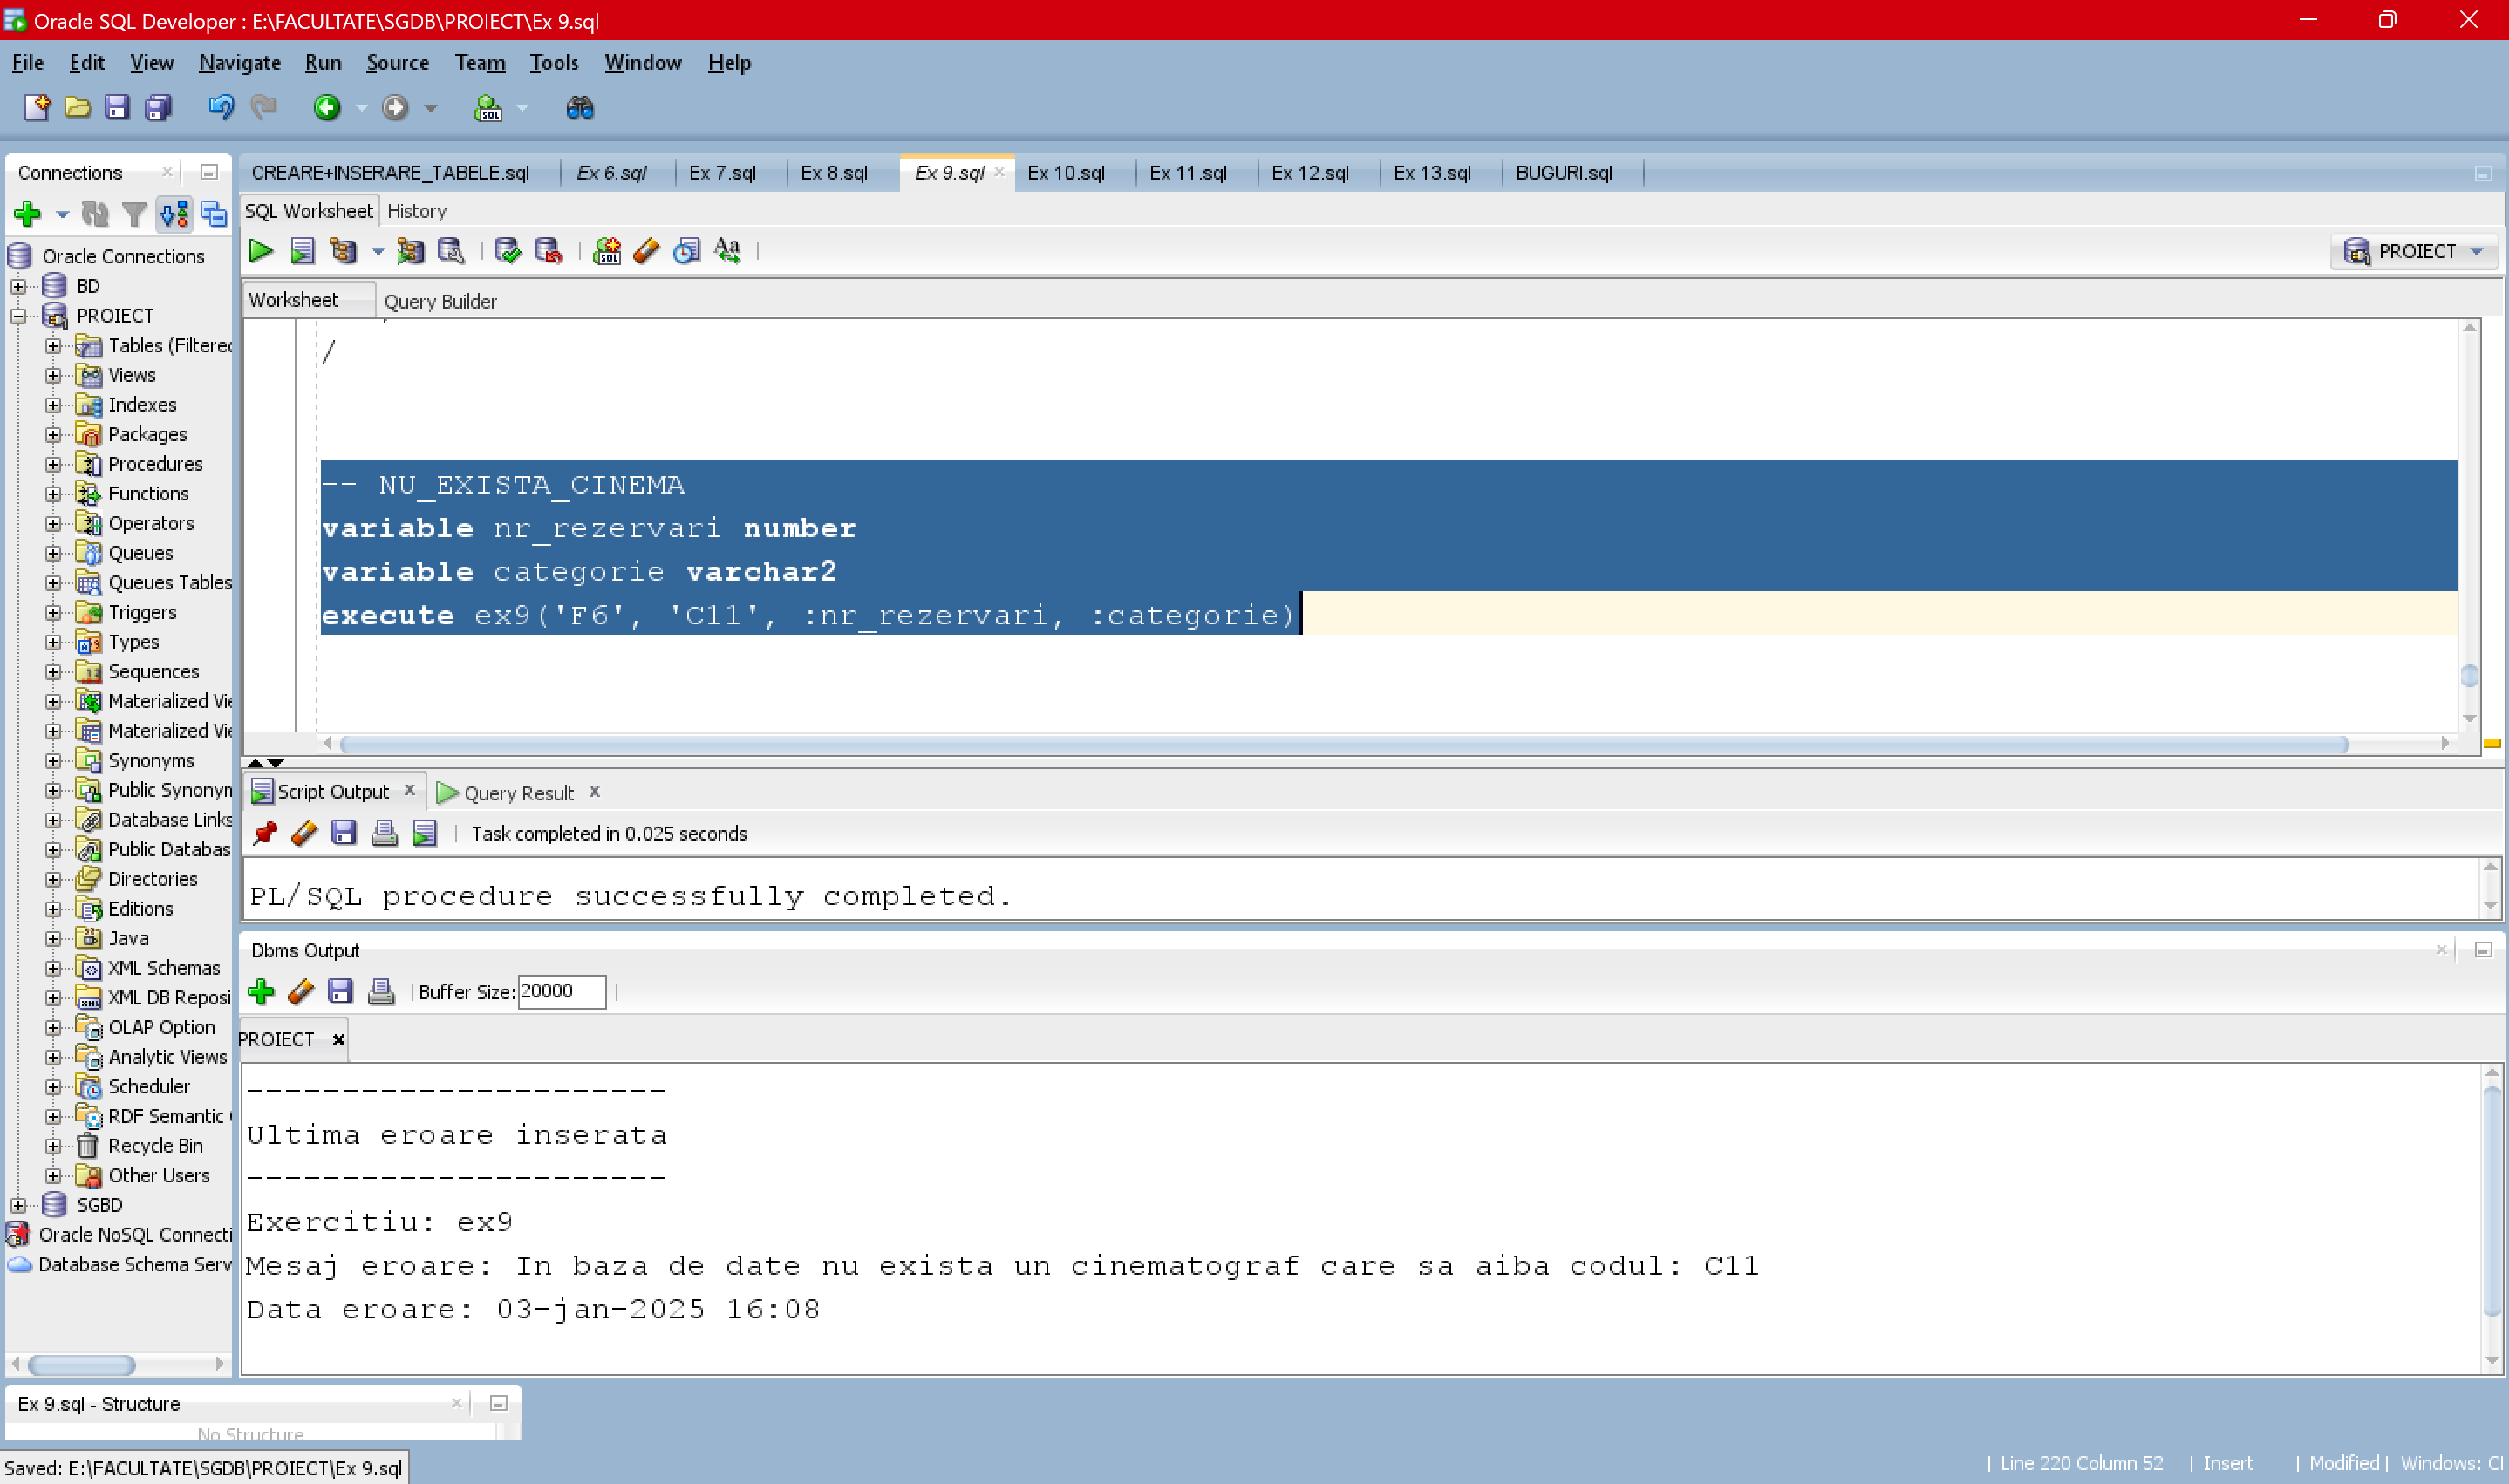 Oracle SQL Developer : E:\FACULTATE\SGDB\PROIECT\Ex 9.sql
File Edit View Navigate Run Source Team Tools Window Help
Connections
CREARE+INSERARE_TABELE.sql Ex 6.sql Ex 7.sql Ex 8.sql Ex 9.sql Ex 10.sql Ex 11.sql Ex 12.sql Ex 13.sql BUGURI.sql
SQL Worksheet History
PROIECT
Worksheet Query Builder
Oracle Connections
BD
PROIECT
Tables (Filtered
Views
Indexes
Packages
Procedures
Functions
Operators
Queues
Queues Tables
Triggers
Types
Sequences
Materialized Vie
Materialized Vie
Synonyms
Public Synonyn
Database Links
Public Databas
Directories
Editions
Java
XML Schemas
XML DB Reposi
OLAP Option
Analytic Views
Scheduler
RDF Semantic
Recycle Bin
Other Users
SGBD
Oracle NoSQL Connecti
Database Schema Serv
/
-- NU_EXISTA_CINEMA
variable nr_rezervari number
variable categorie varchar2
execute ex9('F6', 'C11', :nr_rezervari, :categorie)
Script Output x Query Result x
Task completed in 0.025 seconds
PL/SQL procedure successfully completed.
Dbms Output
Buffer Size: 20000
PROIECT
----------------------
Ultima eroare inserata
----------------------
Exercitiu: ex9
Mesaj eroare: In baza de date nu exista un cinematograf care sa aiba codul: C11
Data eroare: 03-jan-2025 16:08
Ex 9.sql - Structure
No Structure
Saved: E:\FACULTATE\SGDB\PROIECT\Ex 9.sql
| Line 220 Column 52 | Insert | Modified | Windows: Cl